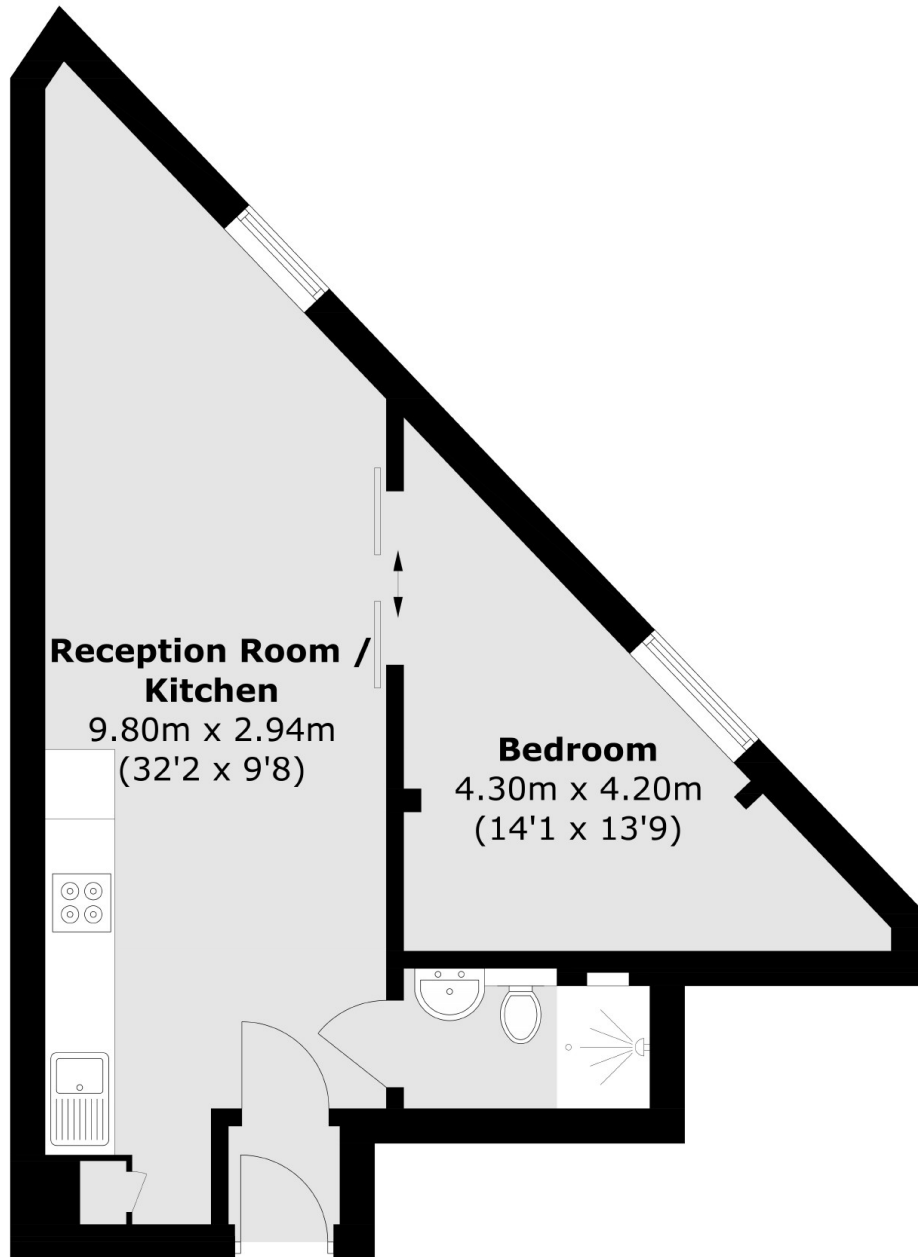 Reception Room /
Kitchen
9.80m x 2.94m
(32'2 x 9'8)
Bedroom
4.30m x 4.20m
(14'1 x 13'9)